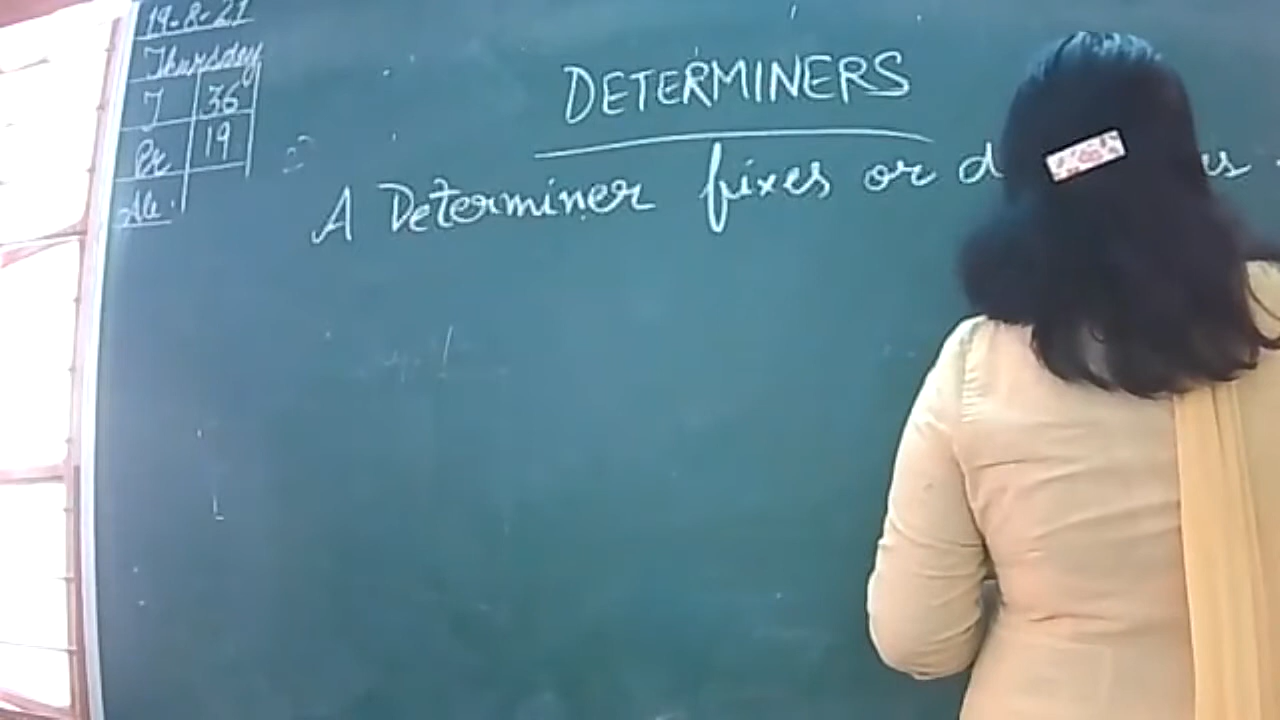 19-8-21
Thursday
T 36
Pr 19
Ab.
DETERMINERS
A Determiner fixes or